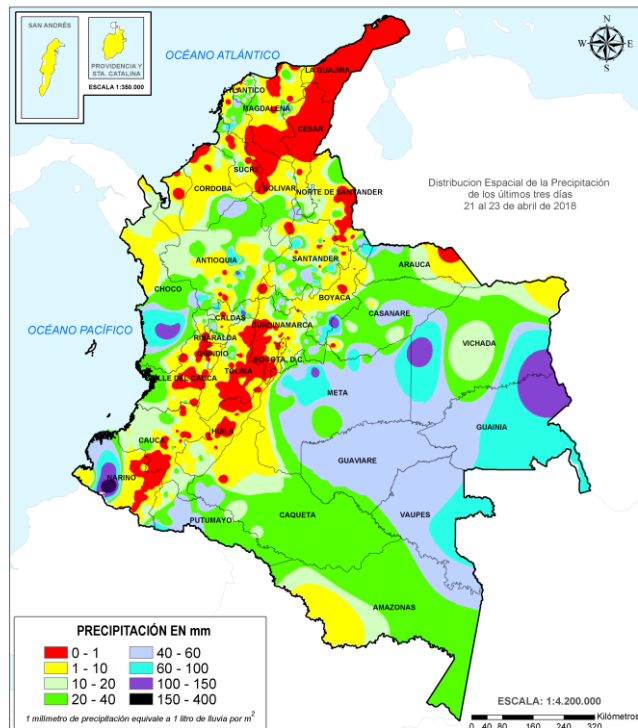 SAN ANDRÉS
PROVIDENCIA Y
STA. CATALINA
ESCALA 1:350.000
OCÉANO ATLÁNTICO
N
W E
S
LA GUAJIRA
ATLANTICO
MAGDALENA
CESAR
SUCRE
CORDOBA
BOLIVAR
NORTE DE SANTANDER
Distribucion Espacial de la Precipitación
de los últimos tres días
21 al 23 de abril de 2018
ANTIOQUIA
SANTANDER
ARAUCA
CHOCO
BOYACA
CASANARE
CALDAS
CUNDINAMARCA
OCÉANO PACÍFICO
RISARALDA
VICHADA
QUINDIO
BOGOTA, D.C.
TOLIMA
VALLE DEL CAUCA
META
GUAINIA
HUILA
CAUCA
GUAVIARE
NARIÑO
VAUPES
CAQUETA
PUTUMAYO
AMAZONAS
PRECIPITACIÓN EN mm
0 - 1
40 - 60
1 - 10
60 - 100
10 - 20
100 - 150
20 - 40
150 - 400
1 milímetro de precipitación equivale a 1 litro de lluvia por m²
ESCALA: 1:4.200.000
Kilómetros
0 40 80 160 240 320